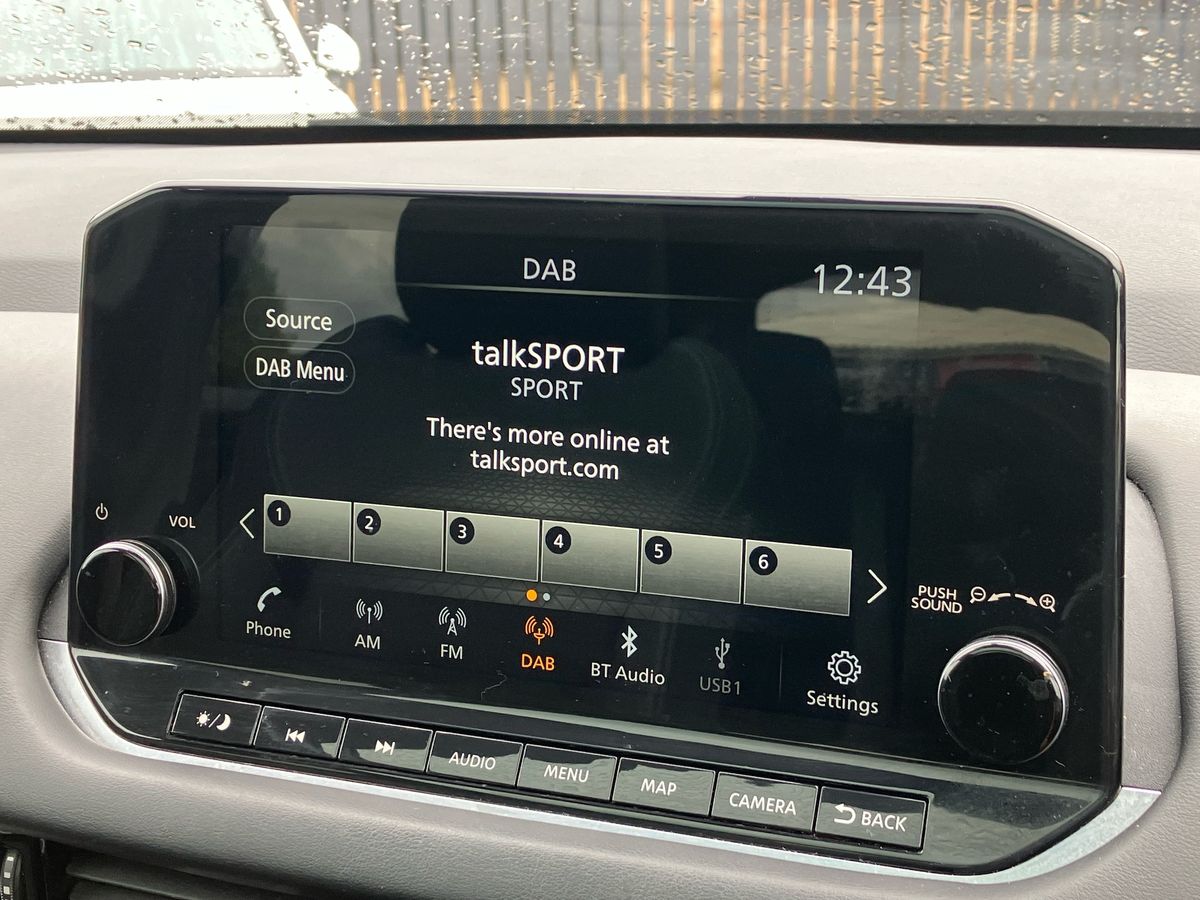 DAB
12:43
Source
DAB Menu
talkSPORT
SPORT
There's more online at
talksport.com
1 2 3 4 5 6
VOL
PUSH
SOUND
Phone
AM
FM
DAB
BT Audio
USB1
Settings
AUDIO
MENU
MAP
CAMERA
BACK